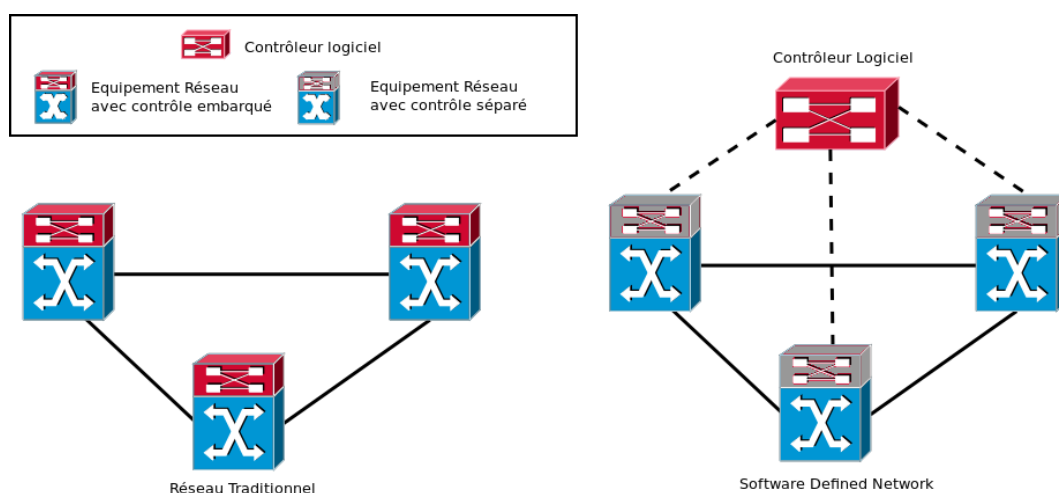 Contrôleur logiciel
Equipement Réseau
avec contrôle embarqué
Equipement Réseau
avec contrôle séparé
Contrôleur Logiciel
Réseau Traditionnel
Software Defined Network